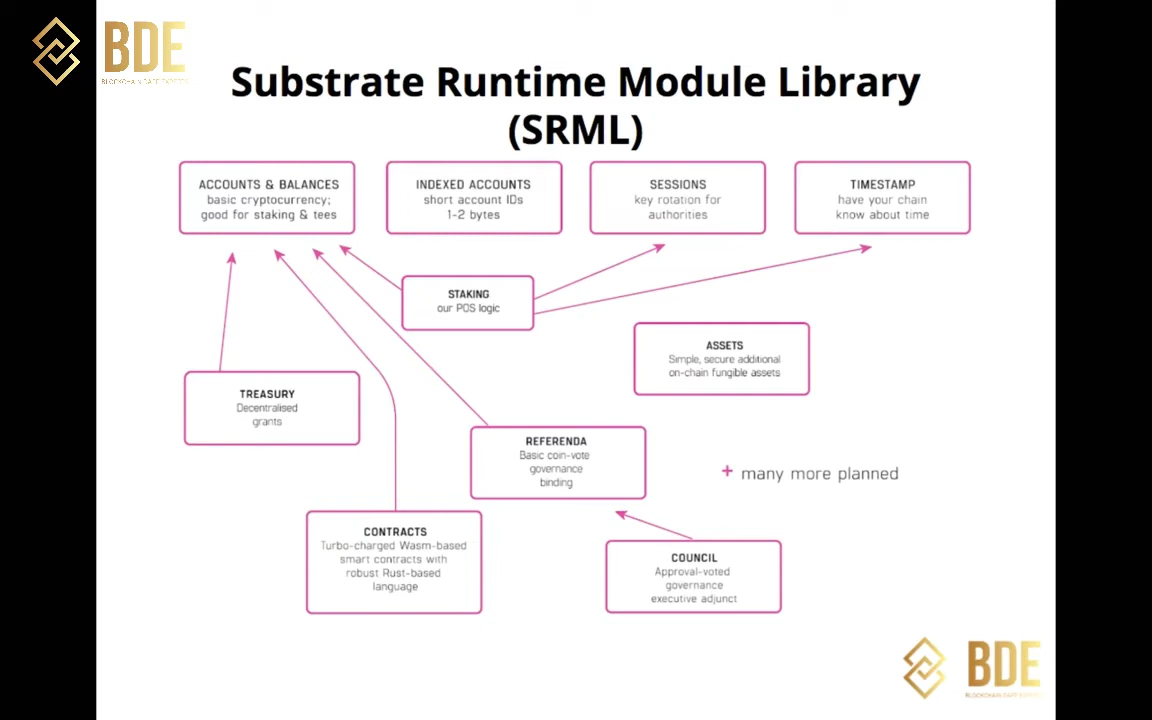 BDE
Substrate Runtime Module Library
(SRML)
ACCOUNTS & BALANCES
basic cryptocurrency;
good for staking & tees
INDEXED ACCOUNTS
short account IDs
1-2 bytes
SESSIONS
key rotation for
authorities
TIMESTAMP
have your chain
know about time
STAKING
our POS logic
ASSETS
Simple, secure additional
on-chain fungible assets
TREASURY
Decentralised
grants
REFERENDA
Basic coin-vote
governance
binding
+ many more planned
CONTRACTS
Turbo-charged Wasm-based
smart contracts with
robust Rust-based
language
COUNCIL
Approval-voted
governance
executive adjunct
BDE